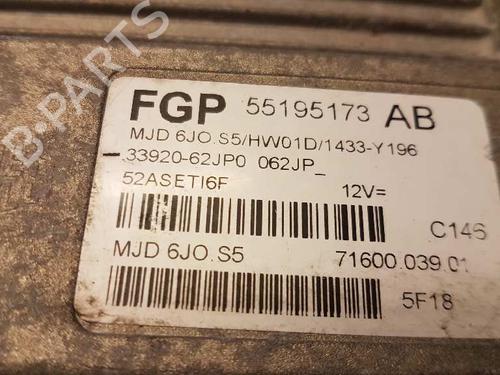 B-PARTS
FGP 55195173 AB
MJD 6JO.S5/HW01D/1433-Y196
33920-62JP0 062JP_
52ASETI6F 12V=
C146
MJD 6JO.S5 71600.039.01
5F18